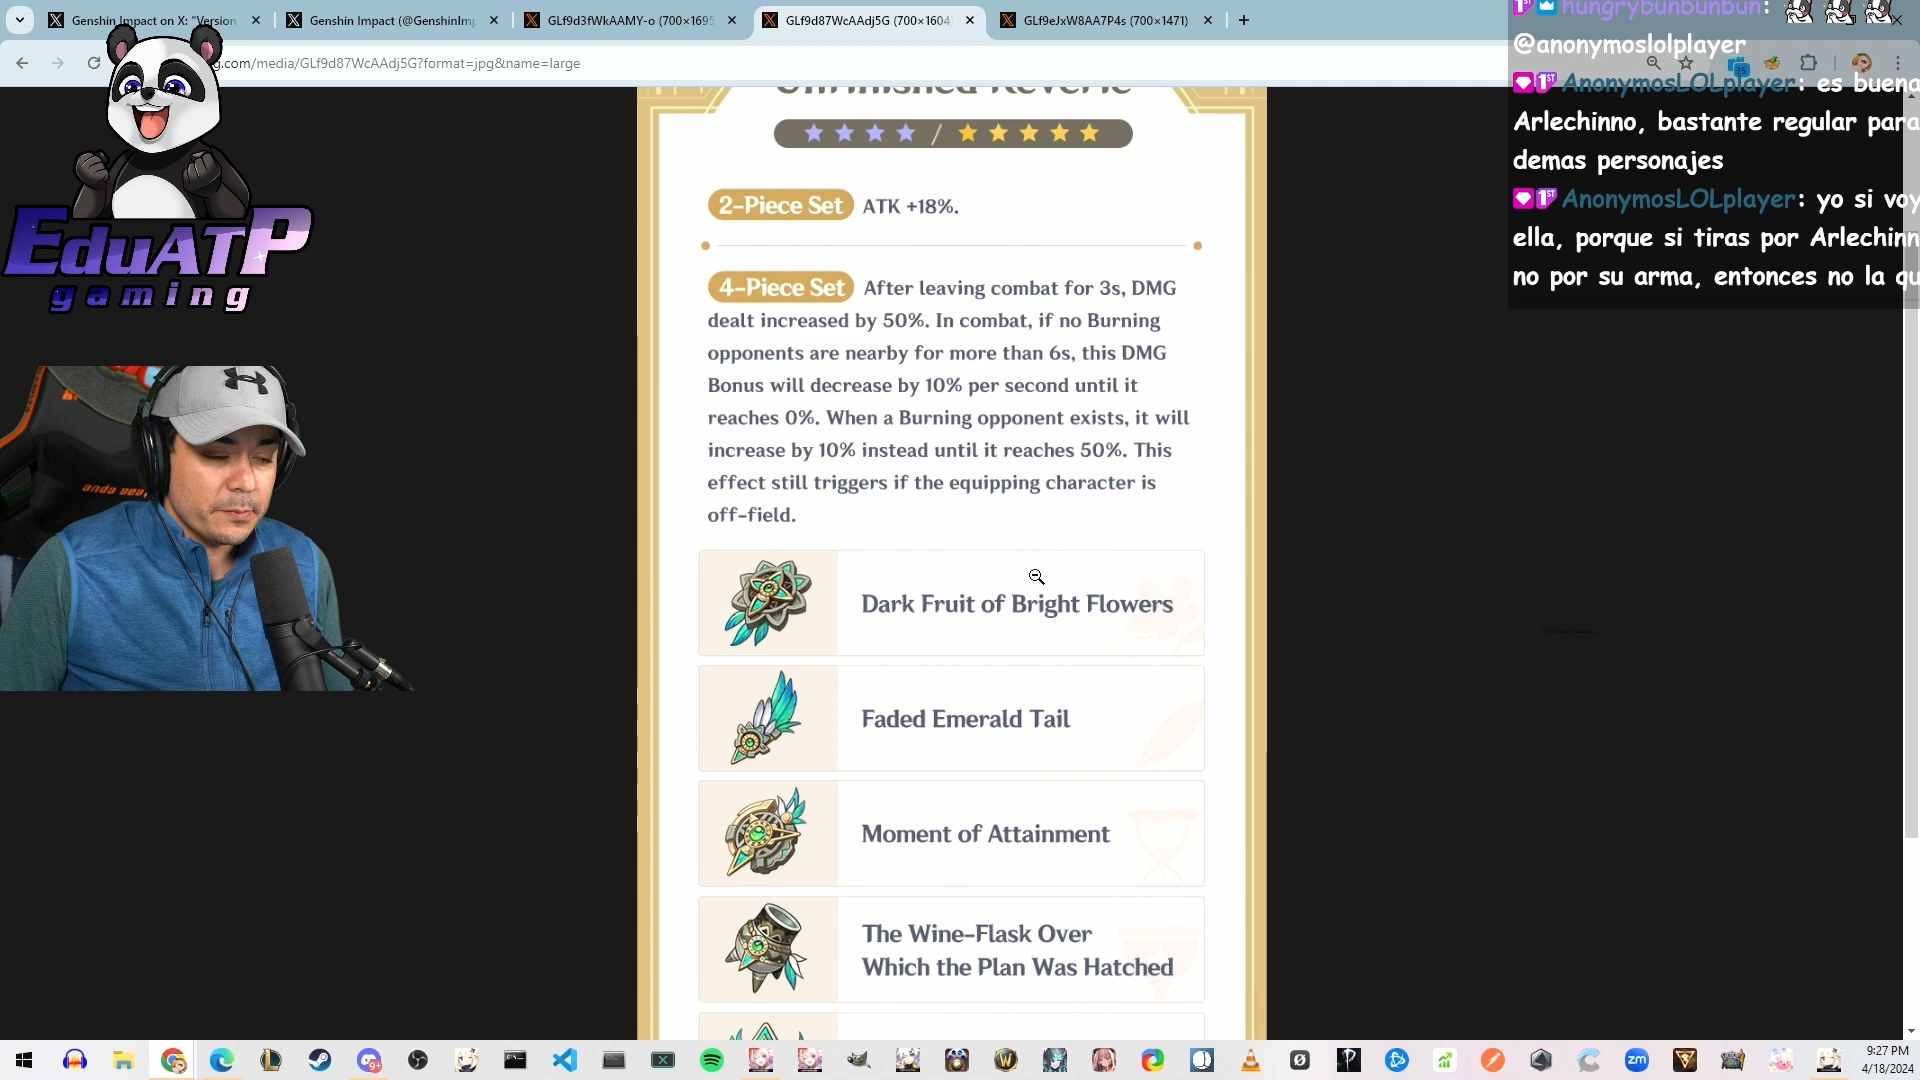 Genshin Impact on X: "Version
Genshin Impact (@GenshinImp
GLf9d3fWkAAMY-o (700×1695
GLf9d87WcAAdj5G (700×1604)
GLf9eJxW8AA7P4s (700×1471)
g.com/media/GLf9d87WcAAdj5G?format=jpg&name=large
35
EduATP
gaming
Unfinished Reverie
2-Piece Set ATK +18%.
4-Piece Set After leaving combat for 3s, DMG
dealt increased by 50%. In combat, if no Burning
opponents are nearby for more than 6s, this DMG
Bonus will decrease by 10% per second until it
reaches 0%. When a Burning opponent exists, it will
increase by 10% instead until it reaches 50%. This
effect still triggers if the equipping character is
off-field.
Dark Fruit of Bright Flowers
Faded Emerald Tail
Moment of Attainment
The Wine-Flask Over
Which the Plan Was Hatched
hungrybunbunbun:
@anonymoslolplayer
AnonymosLOLplayer: es buena
Arlechinno, bastante regular para
demas personajes
AnonymosLOLplayer: yo si voy
ella, porque si tiras por Arlechinn
no por su arma, entonces no la qu
anda sea
9:27 PM
4/18/2024